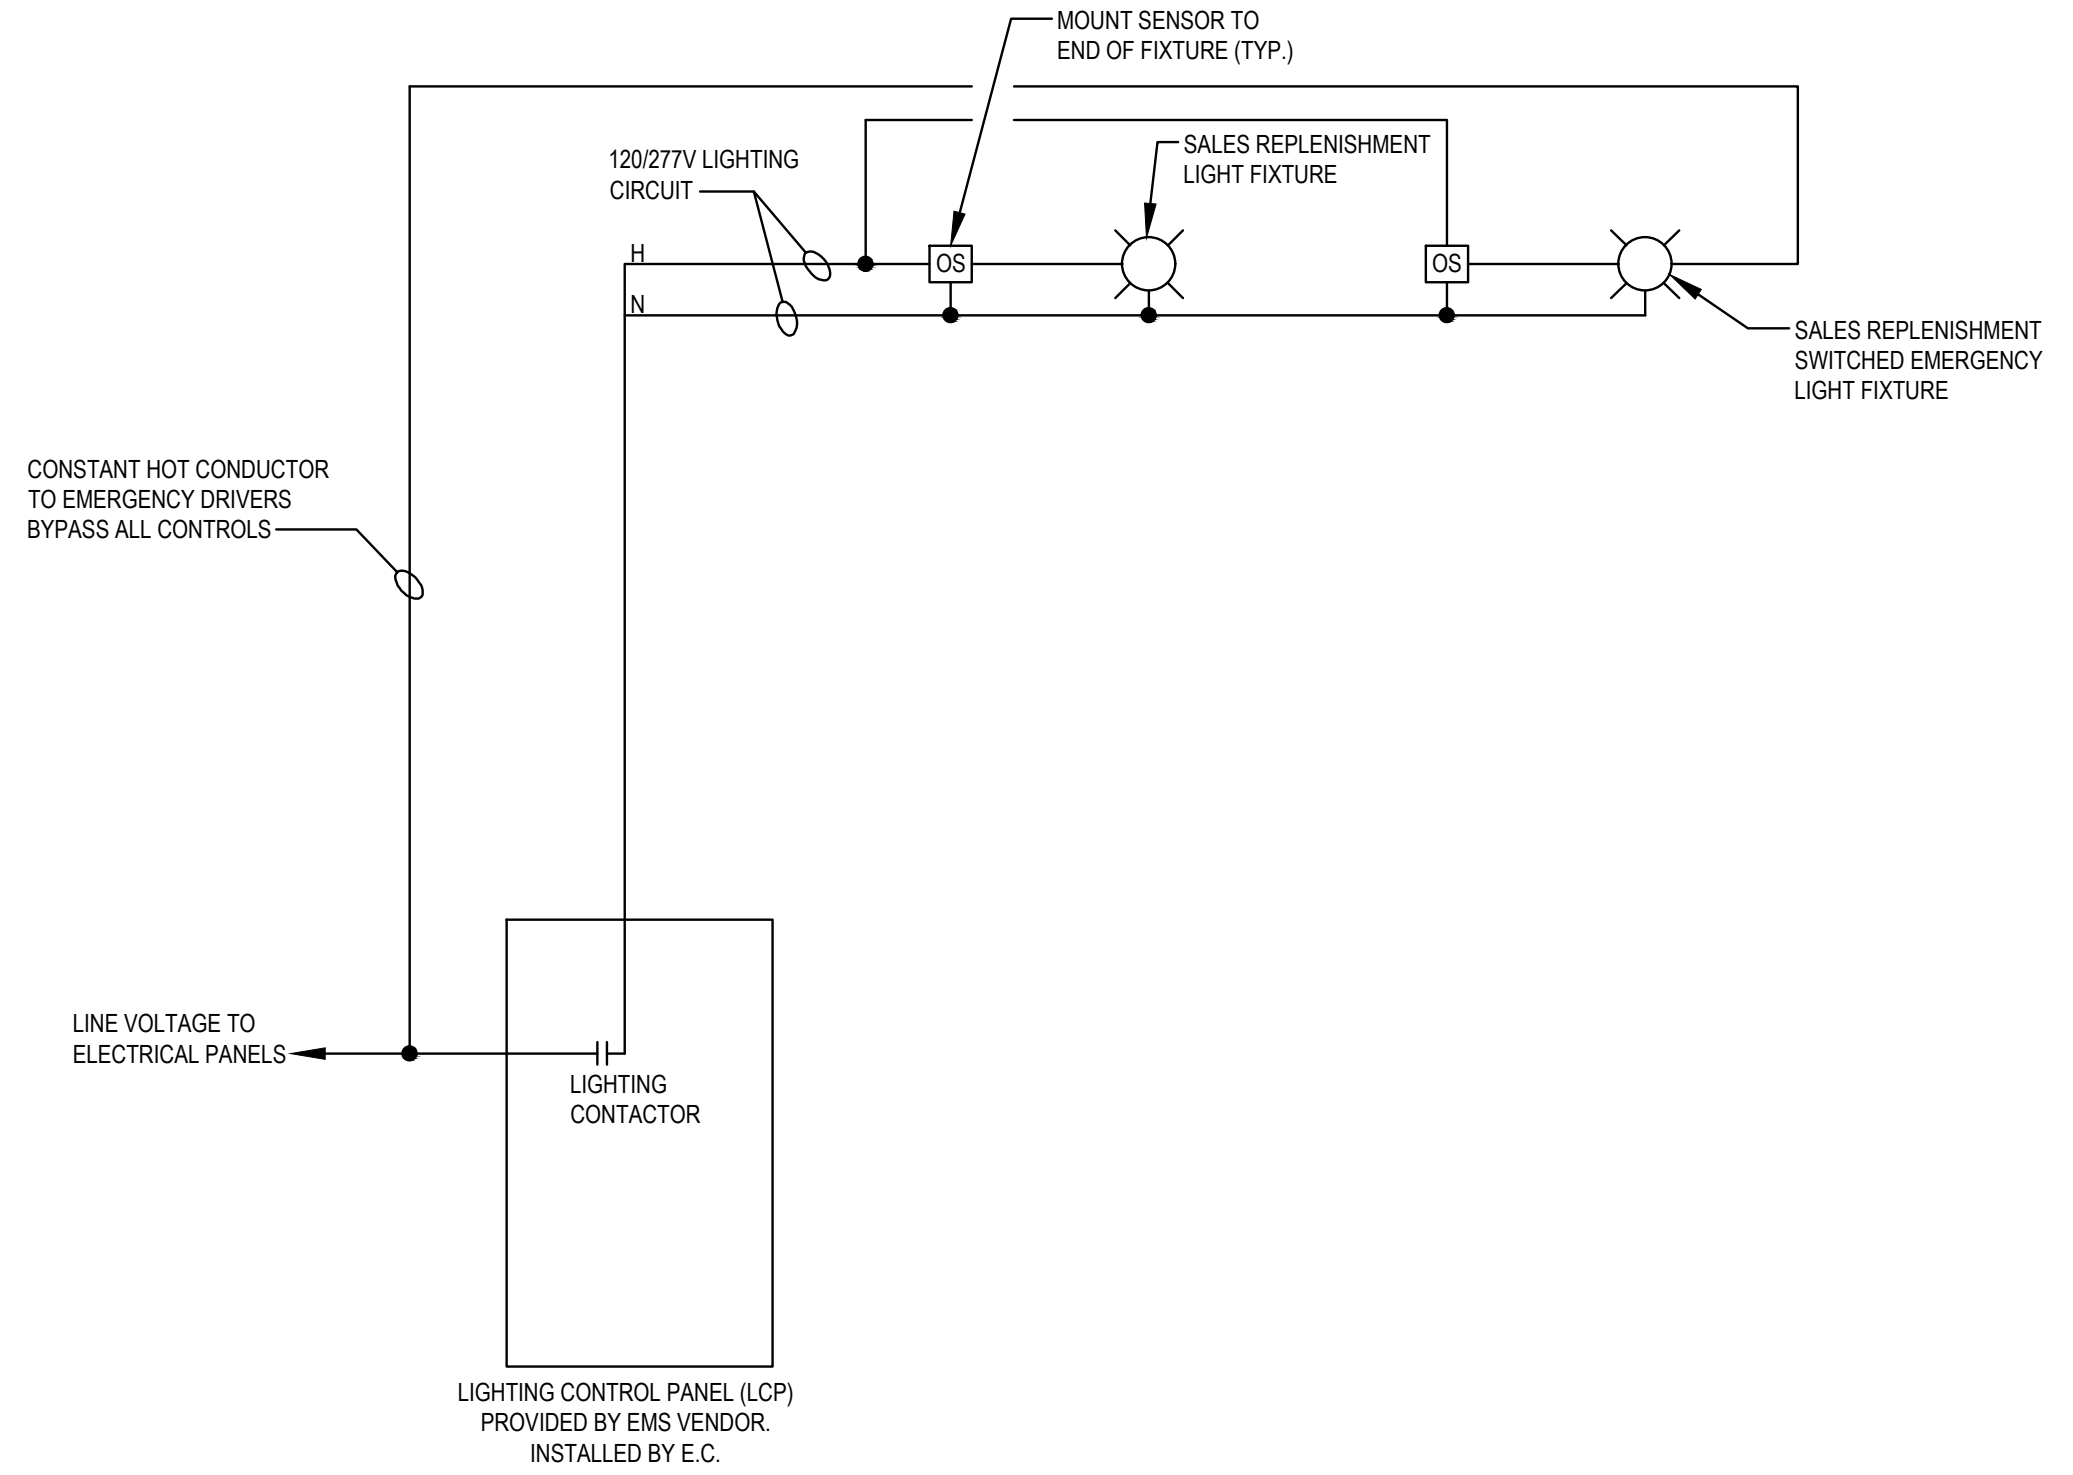 MOUNT SENSOR TO
END OF FIXTURE (TYP.)
120/277V LIGHTING
CIRCUIT
SALES REPLENISHMENT
LIGHT FIXTURE
H
OS
OS
N
SALES REPLENISHMENT
SWITCHED EMERGENCY
LIGHT FIXTURE
CONSTANT HOT CONDUCTOR
TO EMERGENCY DRIVERS
BYPASS ALL CONTROLS
LINE VOLTAGE TO
ELECTRICAL PANELS
LIGHTING
CONTACTOR
LIGHTING CONTROL PANEL (LCP)
PROVIDED BY EMS VENDOR.
INSTALLED BY E.C.